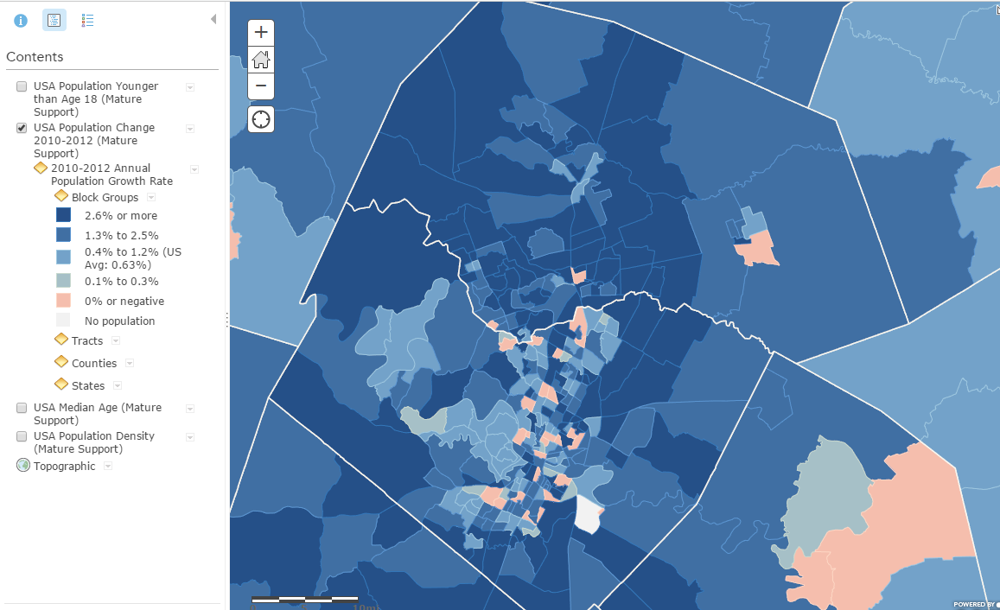 Contents
USA Population Younger
than Age 18 (Mature
Support)
USA Population Change
2010-2012 (Mature
Support)
2010-2012 Annual
Population Growth Rate
Block Groups
2.6% or more
1.3% to 2.5%
0.4% to 1.2% (US
Avg: 0.63%)
0.1% to 0.3%
0% or negative
No population
Tracts
Counties
States
USA Median Age (Mature
Support)
USA Population Density
(Mature Support)
Topographic
POWERED BY